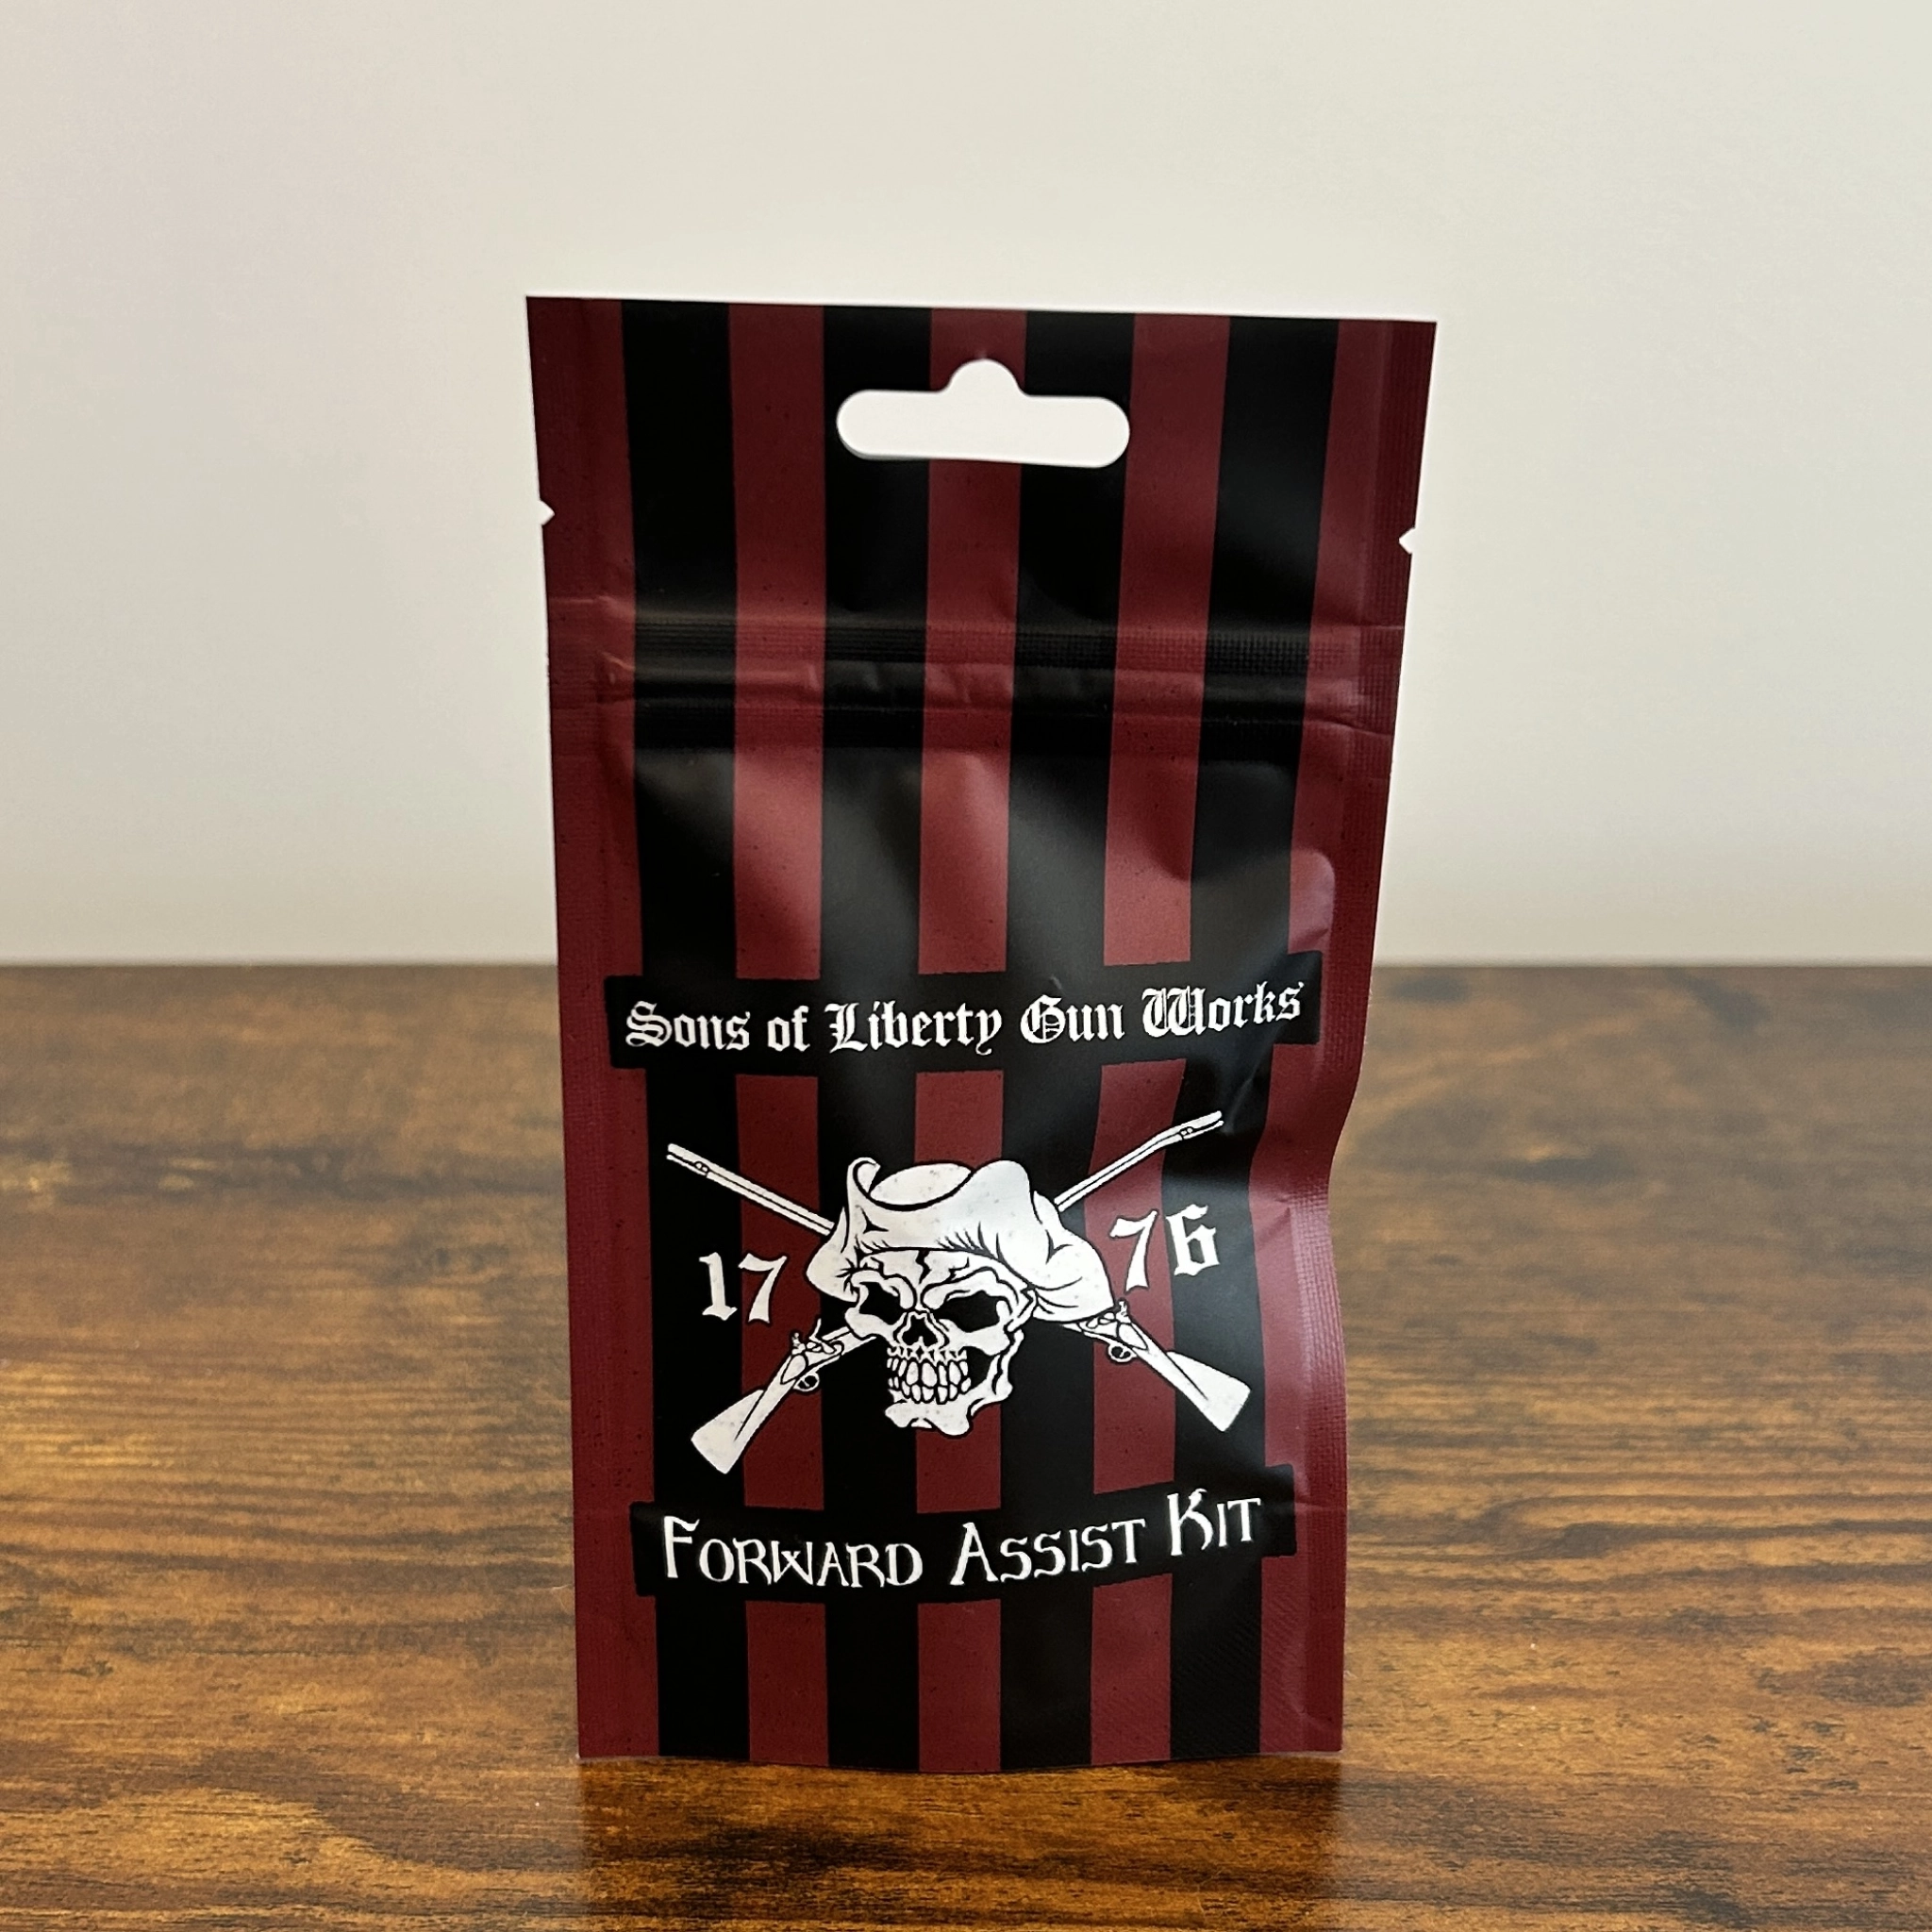 Sons of Liberty Gun Works
17 76
Forward Assist Kit